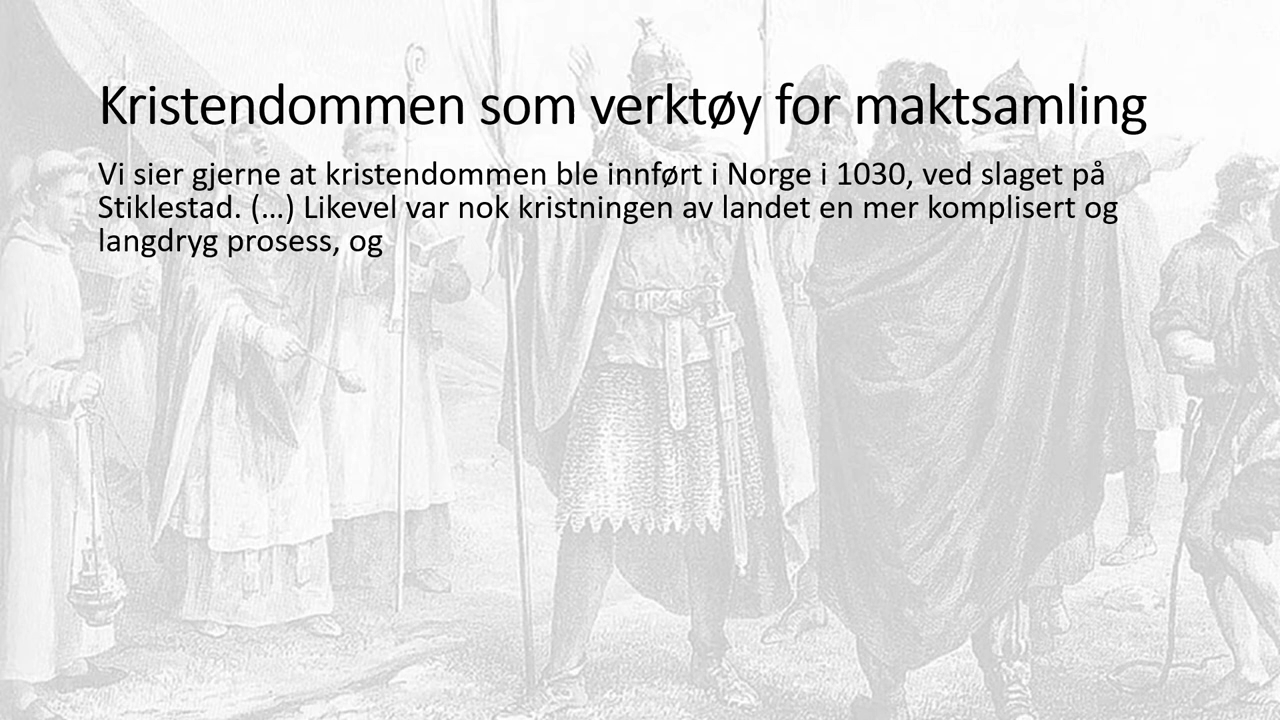 Kristendommen som verktøy for maktsamling
Vi sier gjerne at kristendommen ble innført i Norge i 1030, ved slaget på
Stiklestad. (…) Likevel var nok kristningen av landet en mer komplisert og
langdryg prosess, og